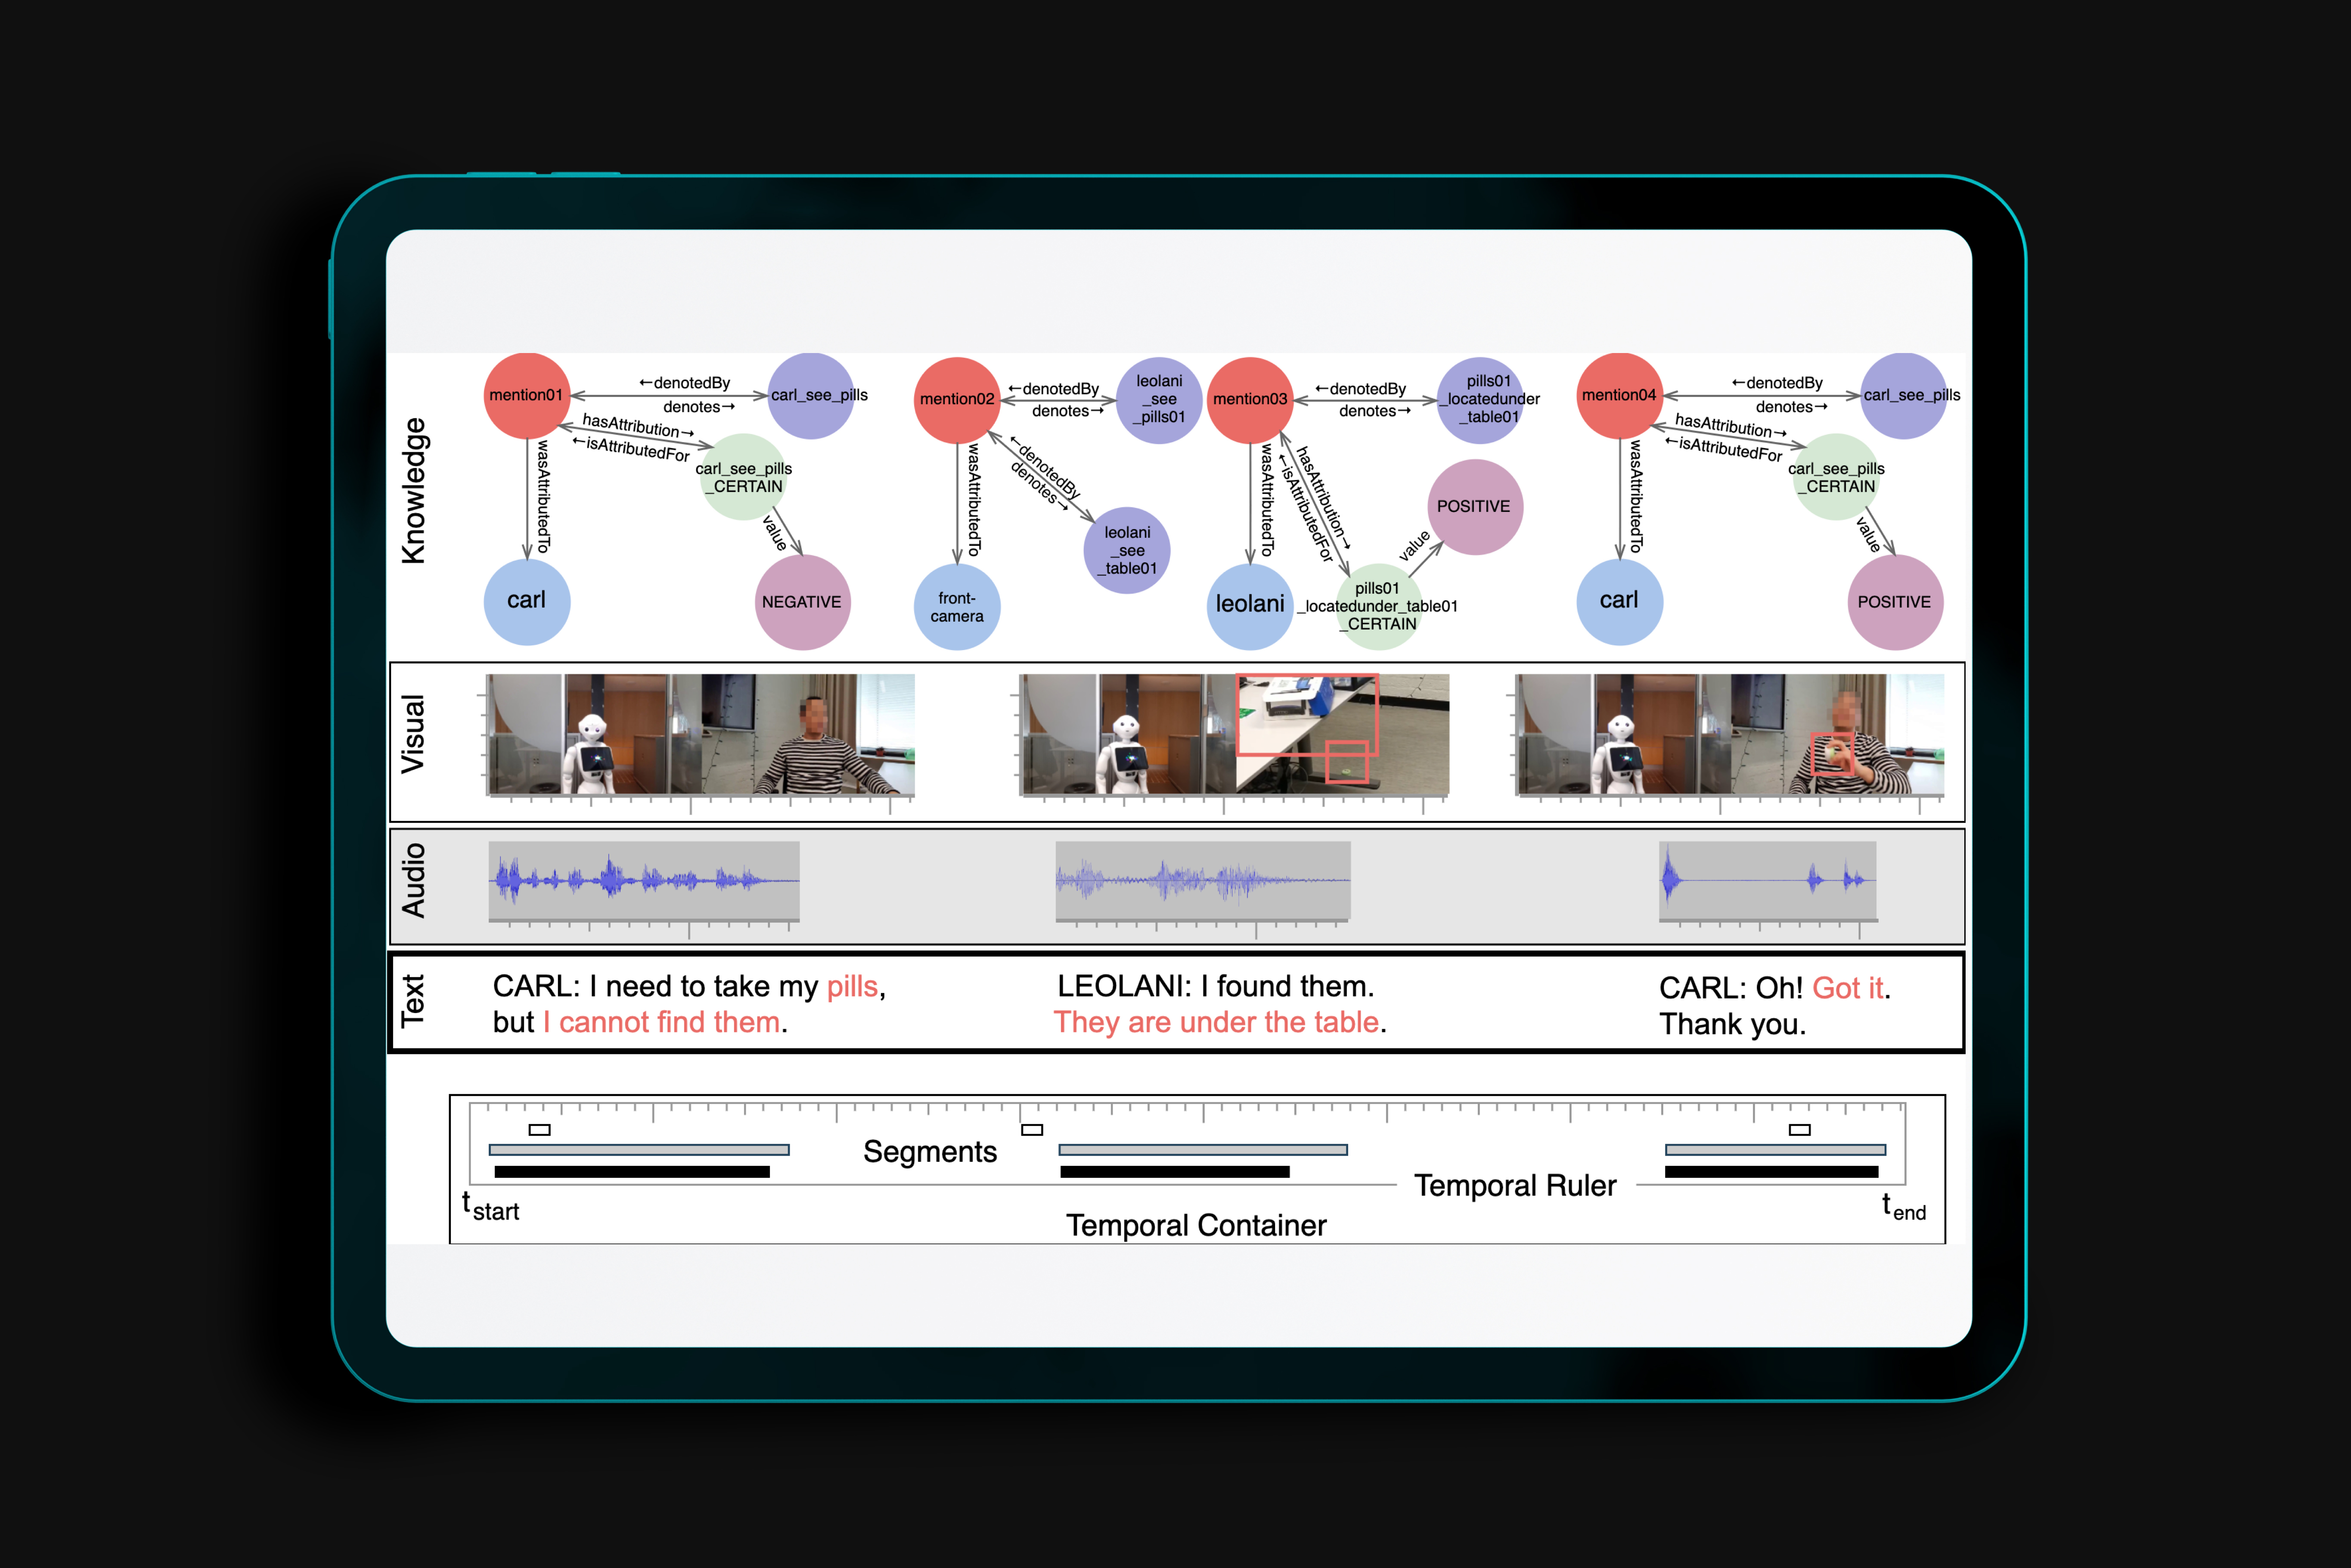 Knowledge
mention01
←denotedBy
denotes→
carl_see_pills
hasAttribution→
←isAttributedFor
carl_see_pills
_CERTAIN
wasAttributedTo
value
carl
NEGATIVE
mention02
←denotedBy
denotes→
leolani
_see
_pills01
←denotedBy
denotes→
wasAttributedTo
leolani
_see
_table01
front-
camera
mention03
←denotedBy
denotes→
pills01
_locatedunder
_table01
hasAttribution→
←isAttributedFor
wasAttributedTo
POSITIVE
value
leolani
pills01
_locatedunder_table01
_CERTAIN
mention04
←denotedBy
denotes→
carl_see_pills
hasAttribution→
←isAttributedFor
carl_see_pills
_CERTAIN
wasAttributedTo
value
carl
POSITIVE
Visual
Audio
Text
CARL: I need to take my pills,
but I cannot find them.
LEOLANI: I found them.
They are under the table.
CARL: Oh! Got it.
Thank you.
Segments
Temporal Ruler
tstart
tend
Temporal Container